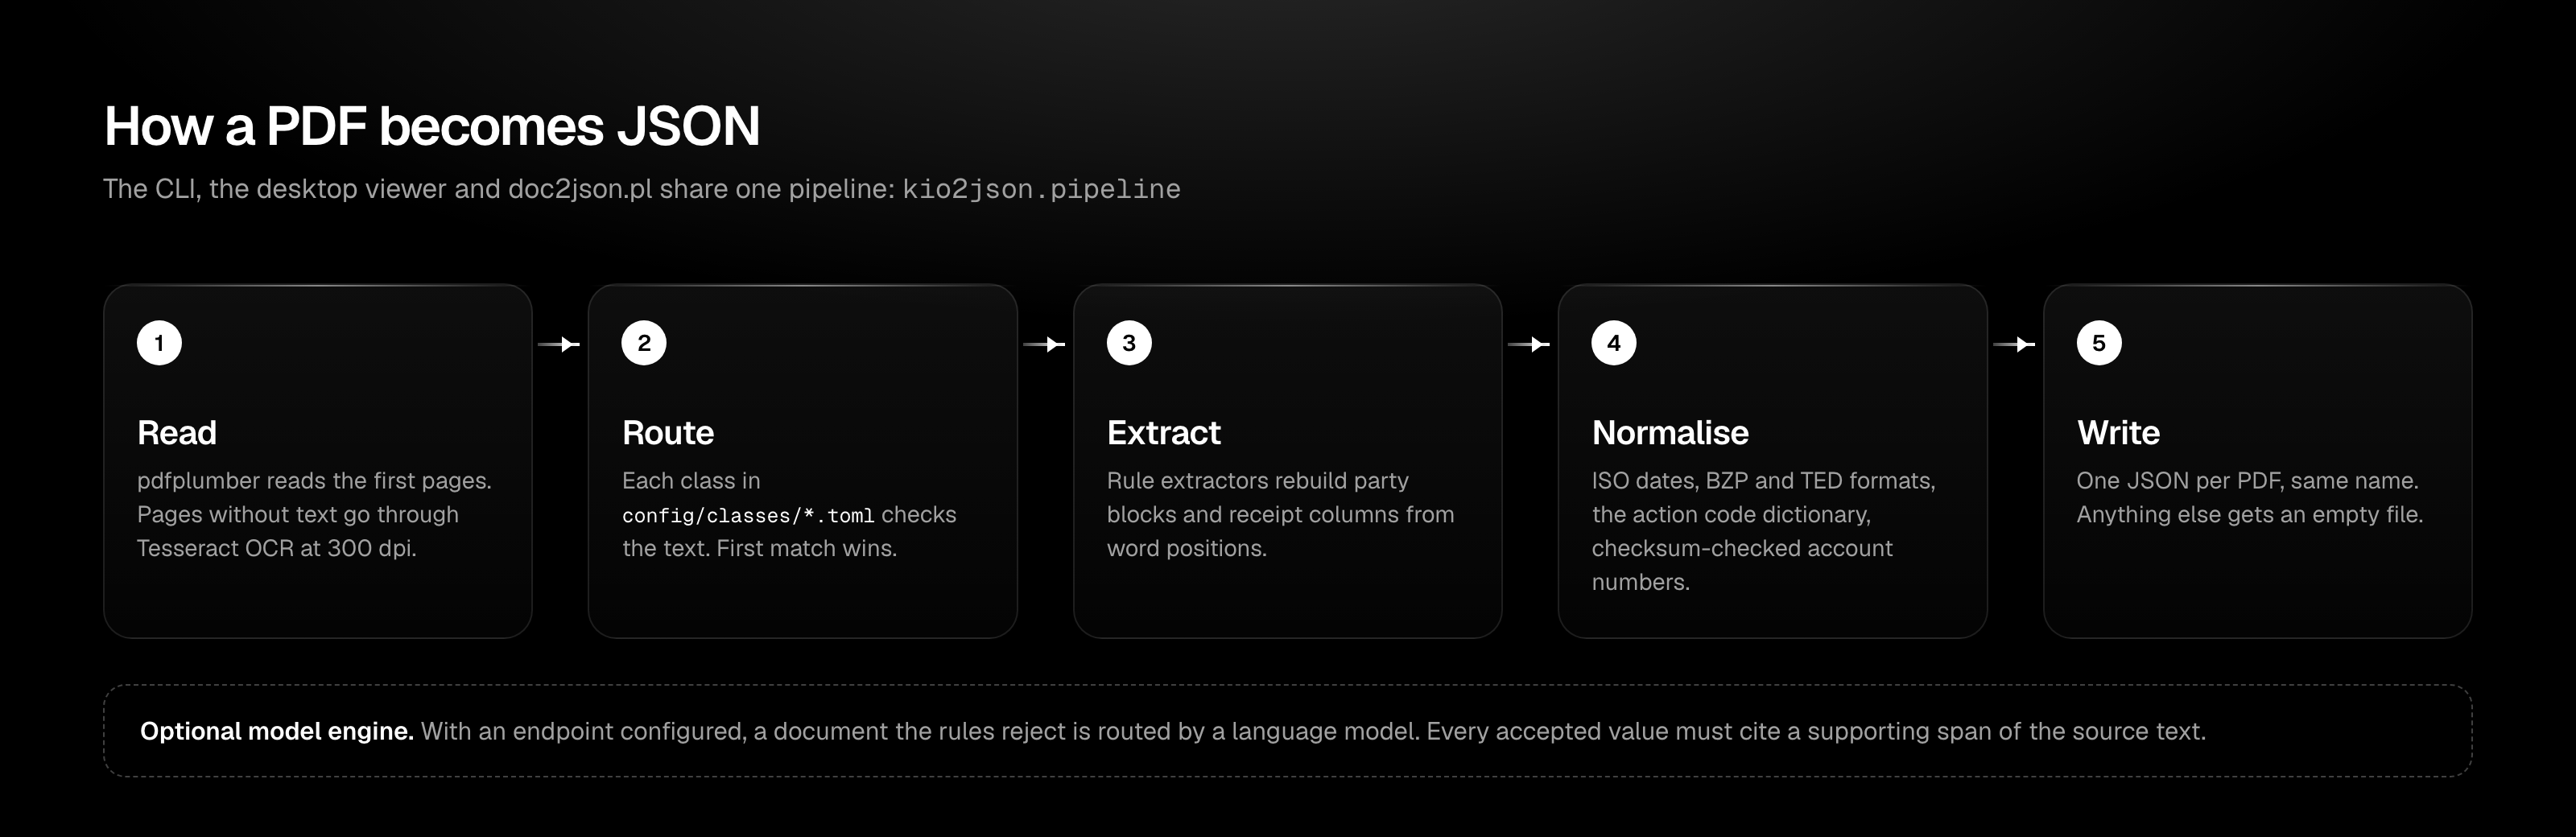 How a PDF becomes JSON
The CLI, the desktop viewer and doc2json.pl share one pipeline: kio2json.pipeline
1
Read
pdfplumber reads the first pages.
Pages without text go through
Tesseract OCR at 300 dpi.
2
Route
Each class in
config/classes/*.toml checks
the text. First match wins.
3
Extract
Rule extractors rebuild party
blocks and receipt columns from
word positions.
4
Normalise
ISO dates, BZP and TED formats,
the action code dictionary,
checksum-checked account
numbers.
5
Write
One JSON per PDF, same name.
Anything else gets an empty file.
Optional model engine. With an endpoint configured, a document the rules reject is routed by a language model. Every accepted value must cite a supporting span of the source text.